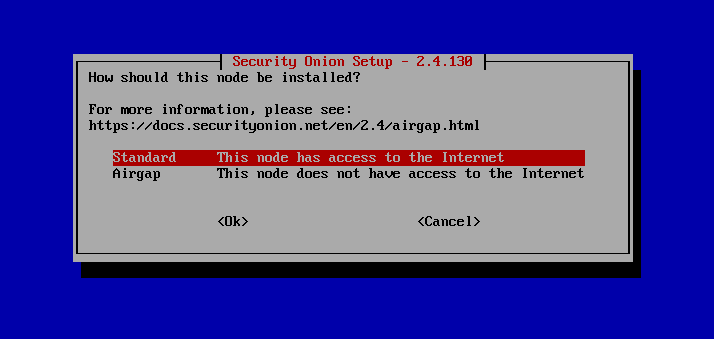 Security Onion Setup - 2.4.130
How should this node be installed?
For more information, please see:
https://docs.securityonion.net/en/2.4/airgap.html
Standard This node has access to the Internet
Airgap This node does not have access to the Internet
<Ok> <Cancel>